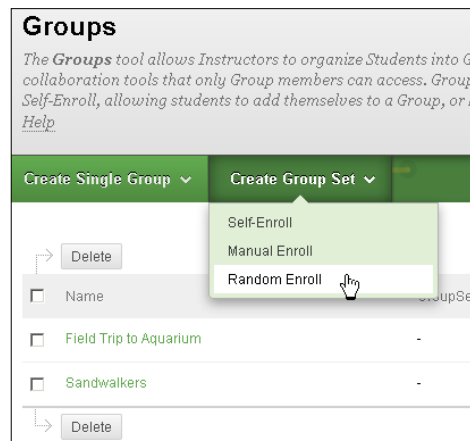 Groups
The Groups tool allows Instructors to organize Students into G
collaboration tools that only Group members can access. Group
Self-Enroll, allowing students to add themselves to a Group, or
Help
Create Single Group
Create Group Set
Self-Enroll
Manual Enroll
Random Enroll
Delete
Name
GroupSe
Field Trip to Aquarium
-
Sandwalkers
-
Delete